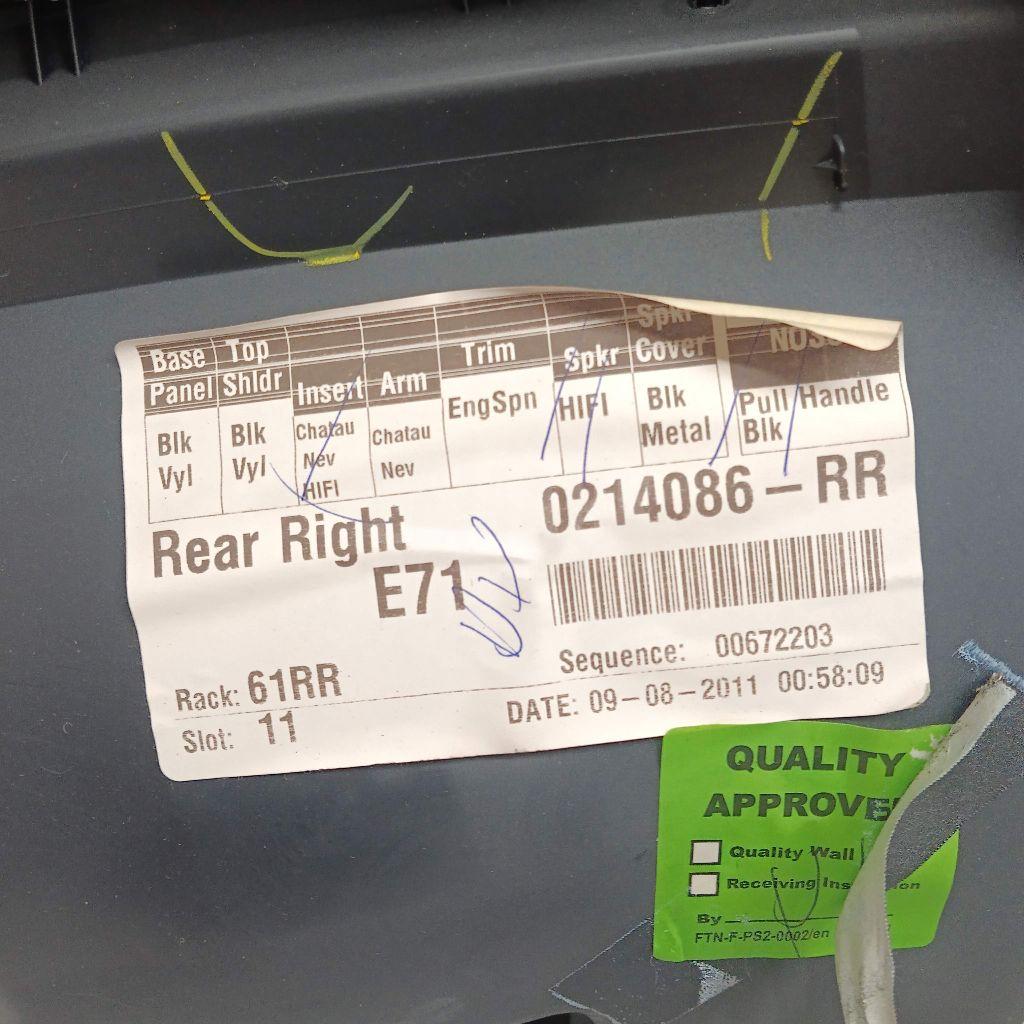 Base Panel
Top Shldr
Insert
Arm
Trim
Spkr
Spkr Cover
Blk Vyl
Blk Vyl
Chatau Nev HIFI
Chatau Nev
EngSpn
HIFI
Blk Metal
Pull Handle Blk
Rear Right
E71
0214086-RR
Sequence: 00672203
Rack: 61RR
Slot: 11
DATE: 09-08-2011 00:58:09
QUALITY
APPROVE
Quality Wall
Receiving
By
FTN-F-PS2-0002/en